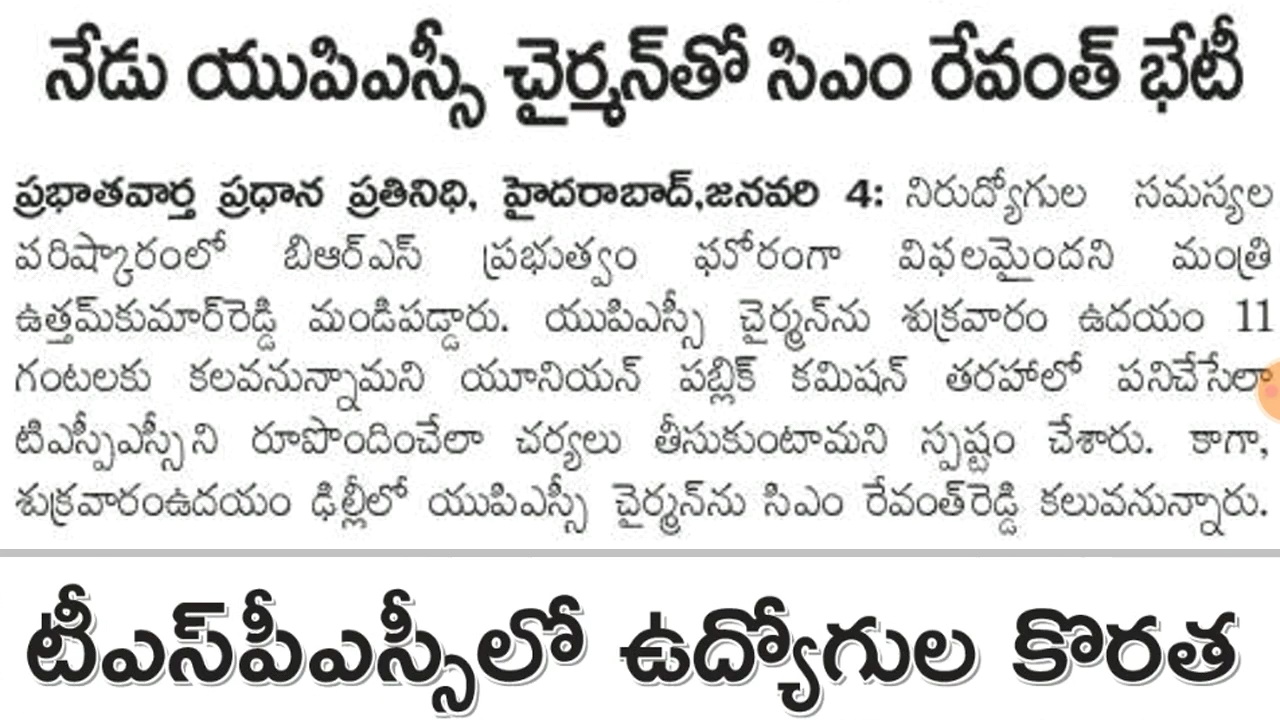 నేడు యుపిఎస్సీ చైర్మన్‌తో సిఎం రేవంత్ భేటీ
ప్రభాతవార్త ప్రధాన ప్రతినిధి, హైదరాబాద్,జనవరి 4: నిరుద్యోగుల సమస్యల
పరిష్కారంలో బిఆర్‌ఎస్ ప్రభుత్వం ఘోరంగా విఫలమైందని మంత్రి
ఉత్తమ్‌కుమార్‌రెడ్డి మండిపడ్డారు. యుపిఎస్సీ చైర్మన్‌ను శుక్రవారం ఉదయం 11
గంటలకు కలవనున్నామని యూనియన్ పబ్లిక్ కమిషన్ తరహాలో పనిచేసేలా
టిఎస్పీఎస్సీని రూపొందించేలా చర్యలు తీసుకుంటామని స్పష్టం చేశారు. కాగా,
శుక్రవారంఉదయం ఢిల్లీలో యుపిఎస్సీ చైర్మన్‌ను సిఎం రేవంత్‌రెడ్డి కలువనున్నారు.
టీఎస్‌పీఎస్సీలో ఉద్యోగుల కొరత